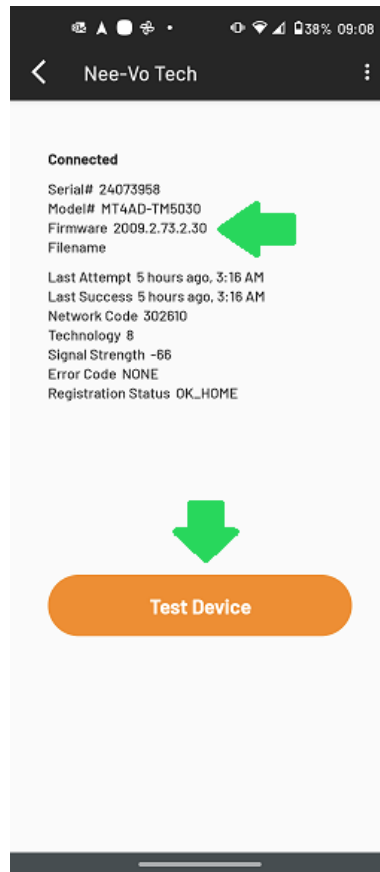 38% 09:08
Nee-Vo Tech
Connected
Serial# 24073958
Model# MT4AD-TM5030
Firmware 2009.2.73.2.30
Filename
Last Attempt 5 hours ago, 3:16 AM
Last Success 5 hours ago, 3:16 AM
Network Code 302610
Technology 8
Signal Strength -66
Error Code NONE
Registration Status OK_HOME
Test Device